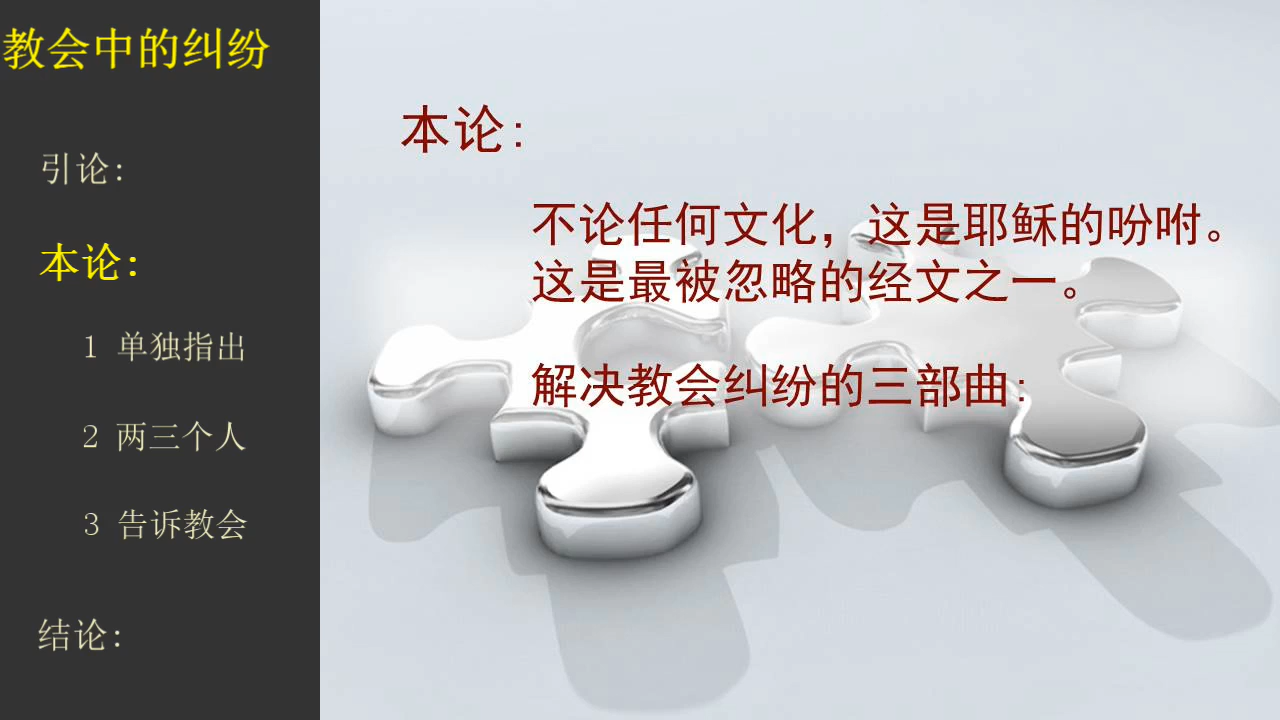 教会中的纠纷
引论:
本论:
1 单独指出
2 两三个人
3 告诉教会
结论:
本论:
不论任何文化，这是耶稣的吩咐。
这是最被忽略的经文之一。
解决教会纠纷的三部曲: